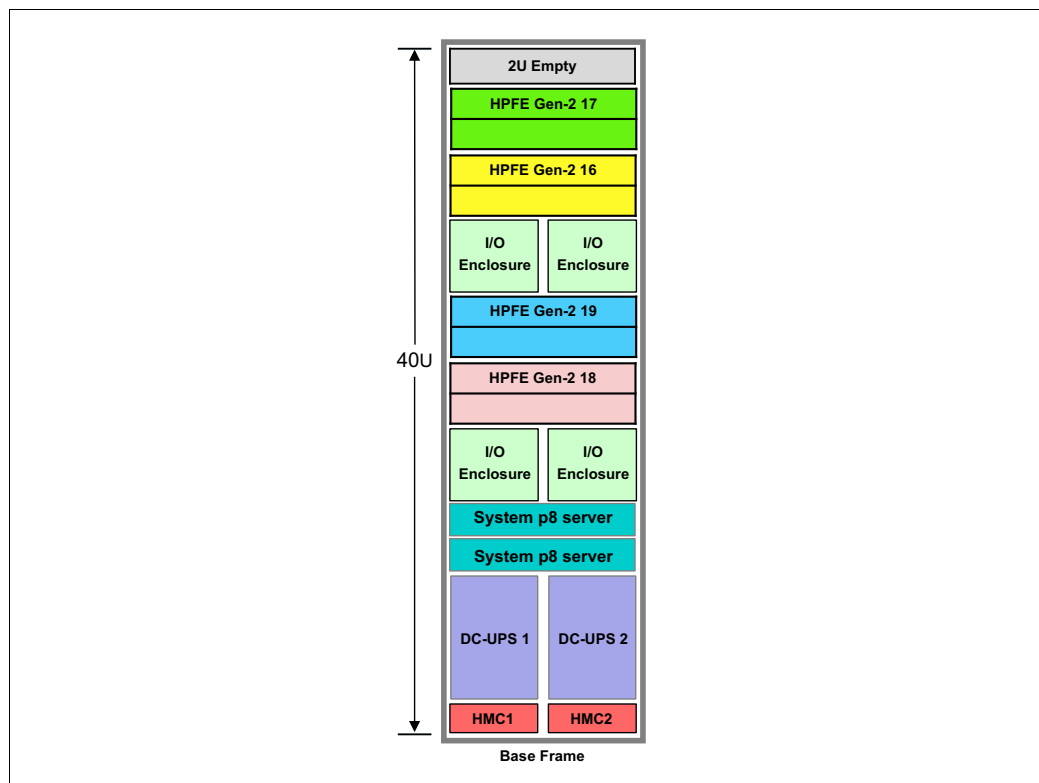 2U Empty
HPFE Gen-2 17
HPFE Gen-2 16
I/O
Enclosure
I/O
Enclosure
HPFE Gen-2 19
40U
HPFE Gen-2 18
I/O
Enclosure
I/O
Enclosure
System p8 server
System p8 server
DC-UPS 1
DC-UPS 2
HMC1
HMC2
Base Frame